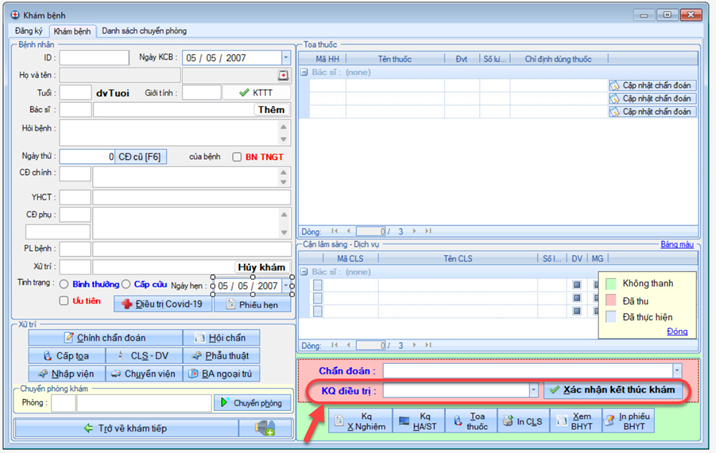 Khám bệnh
Đăng ký Khám bệnh Danh sách chuyển phòng
Bệnh nhân
ID : Ngày KCB : 05 / 05 / 2007
Họ và tên :
Tuổi : dvTuoi Giới tính : KTTT
Bác sĩ : Thêm
Hỏi bệnh :
Ngày thứ : 0 CĐ cũ [F6] của bệnh BN TNGT
CĐ chính :
YHCT :
CĐ phụ :
PL bệnh :
Xử trí : Hủy khám
Tình trạng : Bình thường Cấp cứu Ngày hẹn : 05 / 05 / 2007
Ưu tiên Điều trị Covid-19 Phiếu hẹn
Xử trí
Chỉnh chẩn đoán Hội chẩn
Cấp toa CLS - DV Phẫu thuật
Nhập viện Chuyển viện BA ngoại trú
Chuyển phòng khám
Phòng : Chuyển phòng
Trở về khám tiếp
Toa thuốc
Mã HH Tên thuốc Đvt Số lư... Chỉ định dùng thuốc
Bác sĩ : (none)
Cập nhật chẩn đoán
Cập nhật chẩn đoán
Cập nhật chẩn đoán
Dòng: 0 / 3
Cận lâm sàng - Dịch vụ Bảng màu
Mã CLS Tên CLS Số l... DV MG
Bác sĩ : (none)
Không thanh
Đã thu
Đã thực hiện
Đóng
Dòng: 0 / 3
Chẩn đoán :
KQ điều trị : Xác nhận kết thúc khám
Kq X.Nghiệm
Kq HA/ST
Toa thuốc
In CLS
Xem BHYT
In phiếu BHYT